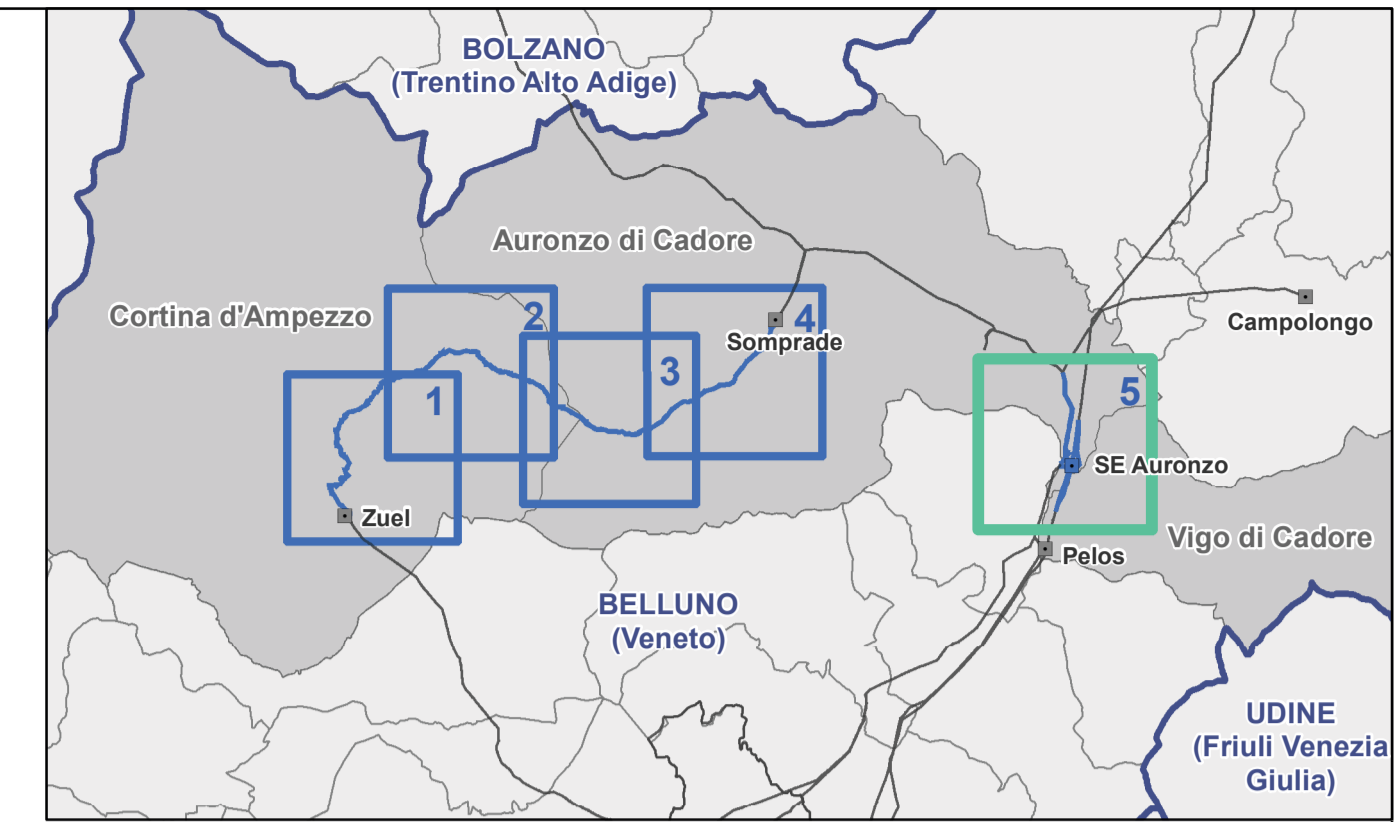 BOLZANO
(Trentino Alto Adige)
Auronzo di Cadore
Cortina d'Ampezzo
2
4
Somprade
Campolongo
3
1
5
SE Auronzo
Zuel
Vigo di Cadore
Pelos
BELLUNO
(Veneto)
UDINE
(Friuli Venezia
Giulia)